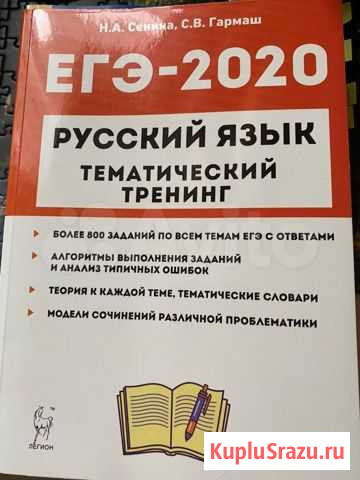 Н.А. Сенина, С.В. Гармаш
ЕГЭ-2020
РУССКИЙ ЯЗЫК
ТЕМАТИЧЕСКИЙ
ТРЕНИНГ
БОЛЕЕ 800 ЗАДАНИЙ ПО ВСЕМ ТЕМАМ ЕГЭ С ОТВЕТАМИ
АЛГОРИТМЫ ВЫПОЛНЕНИЯ ЗАДАНИЙ
И АНАЛИЗ ТИПИЧНЫХ ОШИБОК
ТЕОРИЯ К КАЖДОЙ ТЕМЕ, ТЕМАТИЧЕСКИЕ СЛОВАРИ
МОДЕЛИ СОЧИНЕНИЙ РАЗЛИЧНОЙ ПРОБЛЕМАТИКИ
Avito
ЛЕГИОН
KupluSrazu.ru